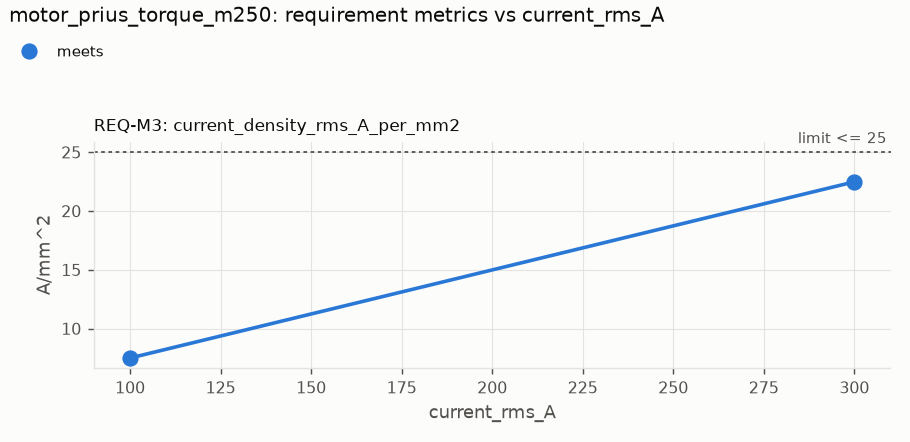 motor_prius_torque_m250: requirement metrics vs current_rms_A
meets
REQ-M3: current_density_rms_A_per_mm2
limit <= 25
25
20
15
10
A/mm^2
100 125 150 175 200 225 250 275 300
current_rms_A